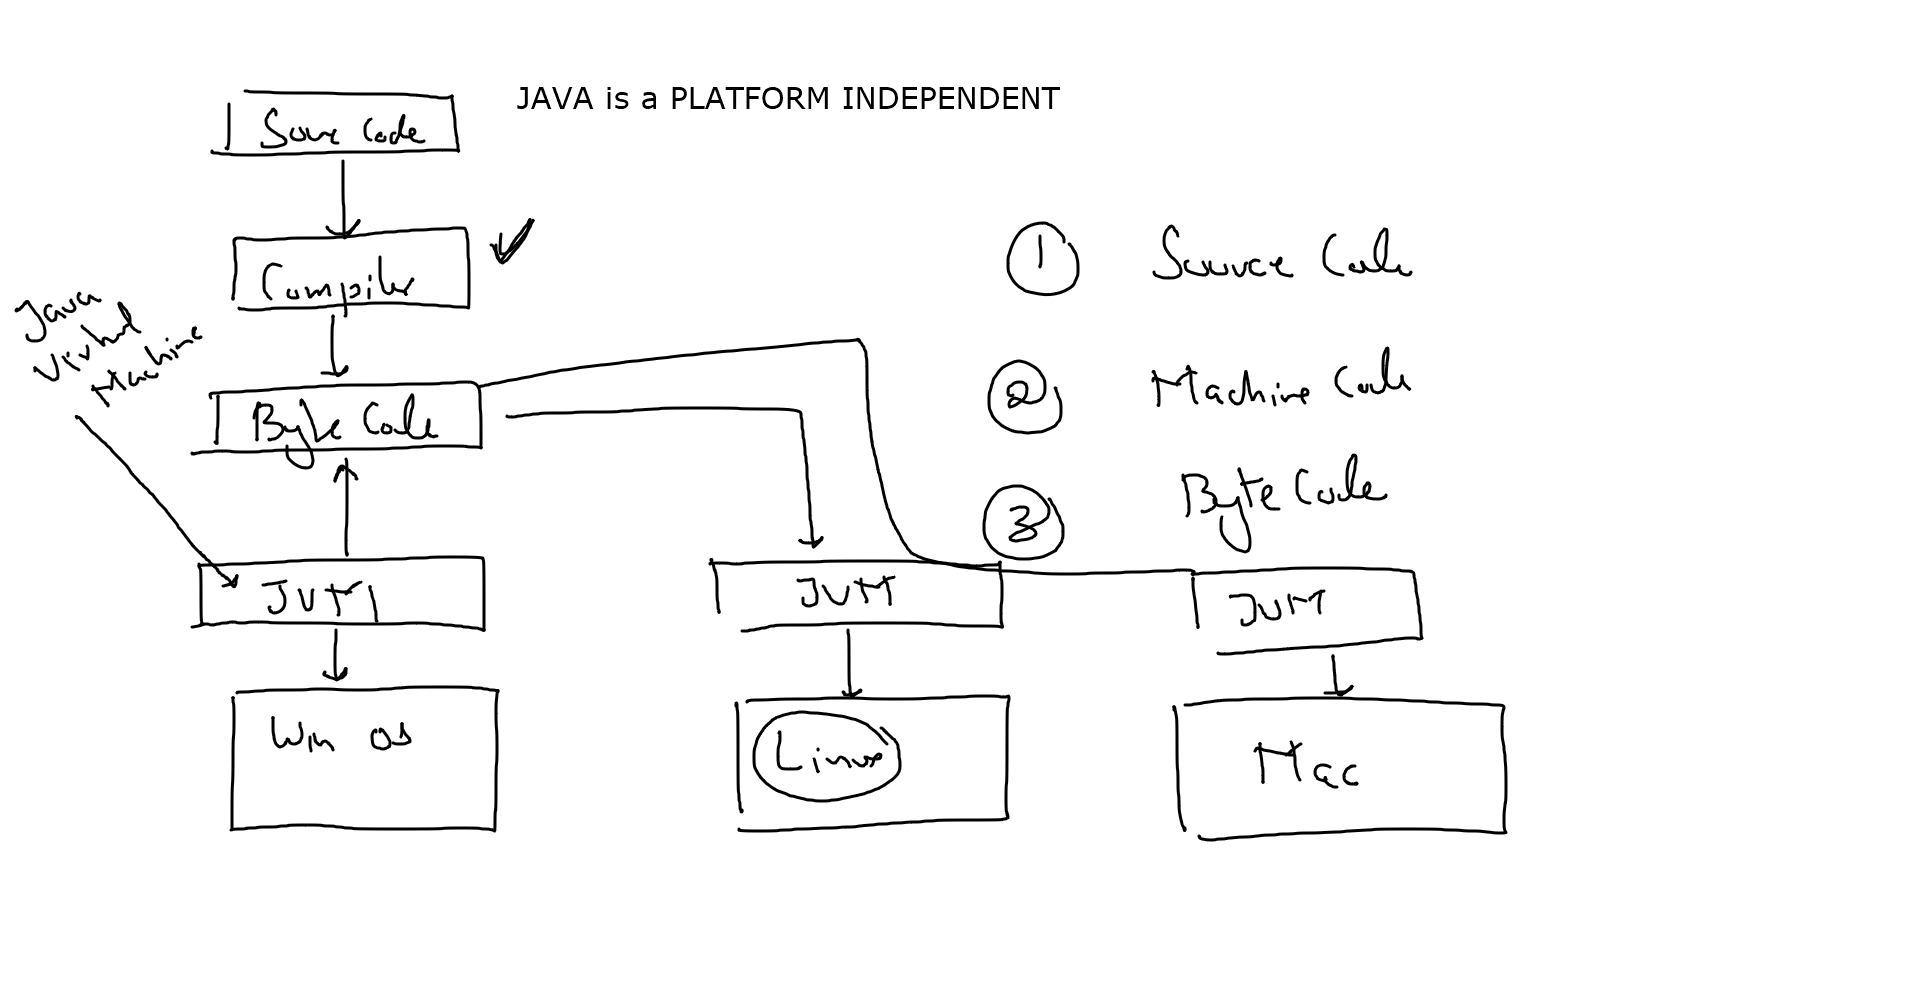 JAVA is a PLATFORM INDEPENDENT
Source Code
Compiler
Java
Virtual
Machine
Byte Code
JVM
Win OS
JVM
Linux
JVM
Mac
1 Source Code
2 Machine Code
3 Byte Code